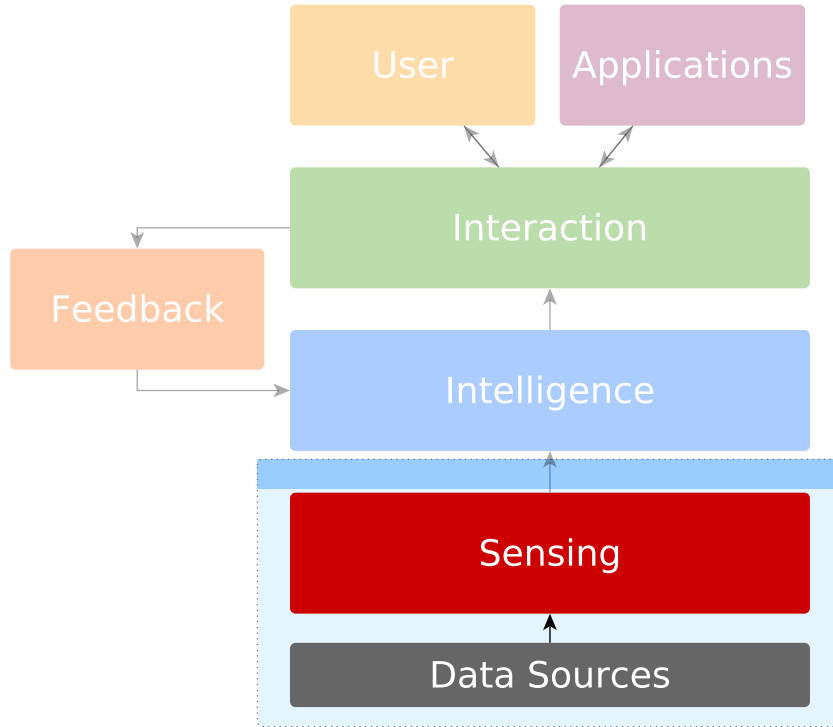 User
Applications
Interaction
Feedback
Intelligence
Sensing
Data Sources